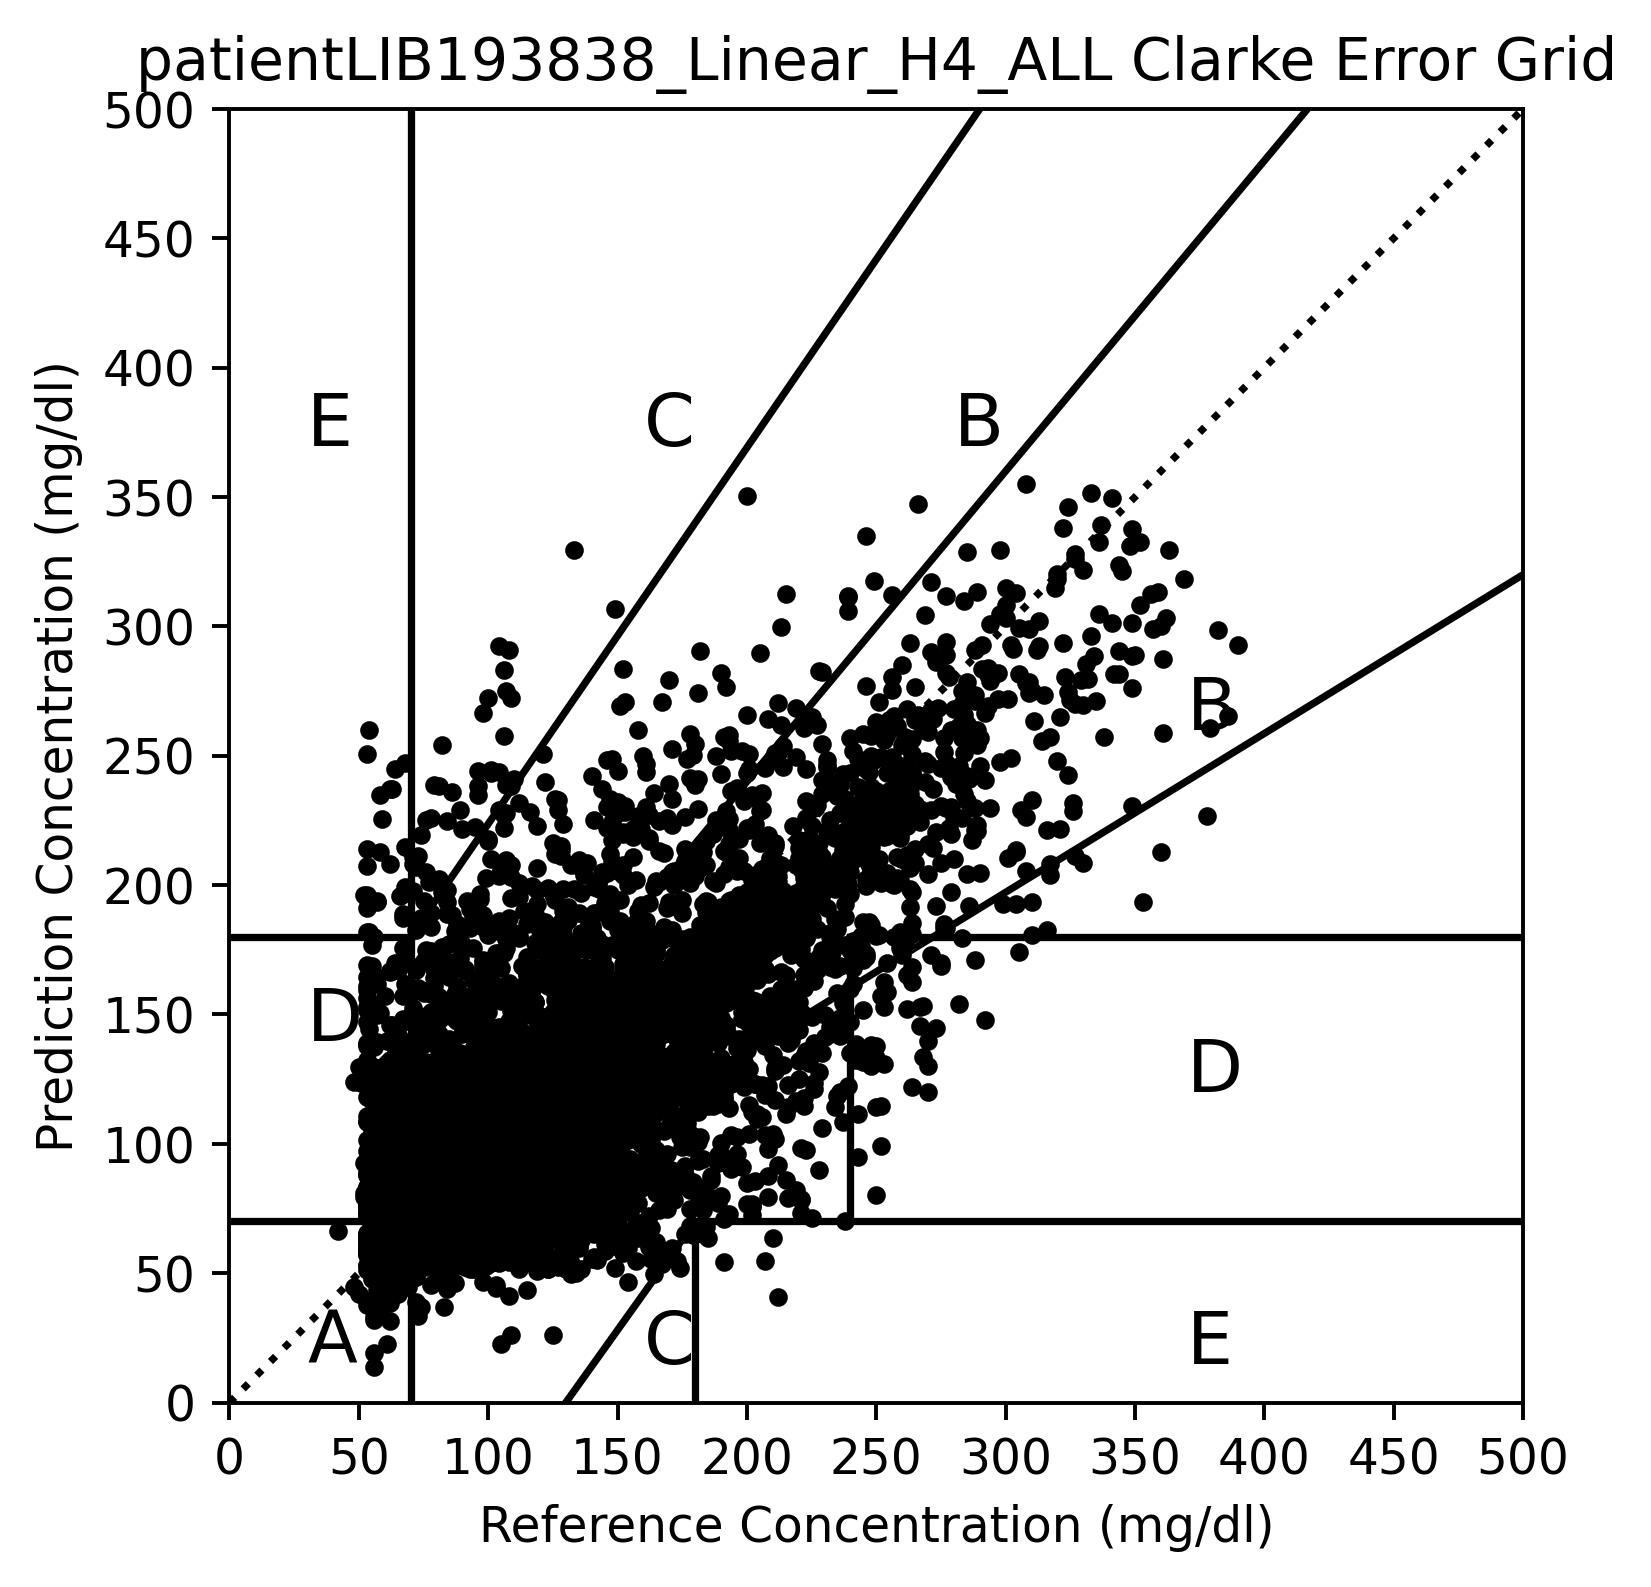 patientLIB193838_Linear_H4_ALL Clarke Error Grid
500
450
400
350
300
250
200
150
100
50
0
Prediction Concentration (mg/dl)
E
C
B
B
D
D
A
C
E
0 50 100 150 200 250 300 350 400 450 500
Reference Concentration (mg/dl)